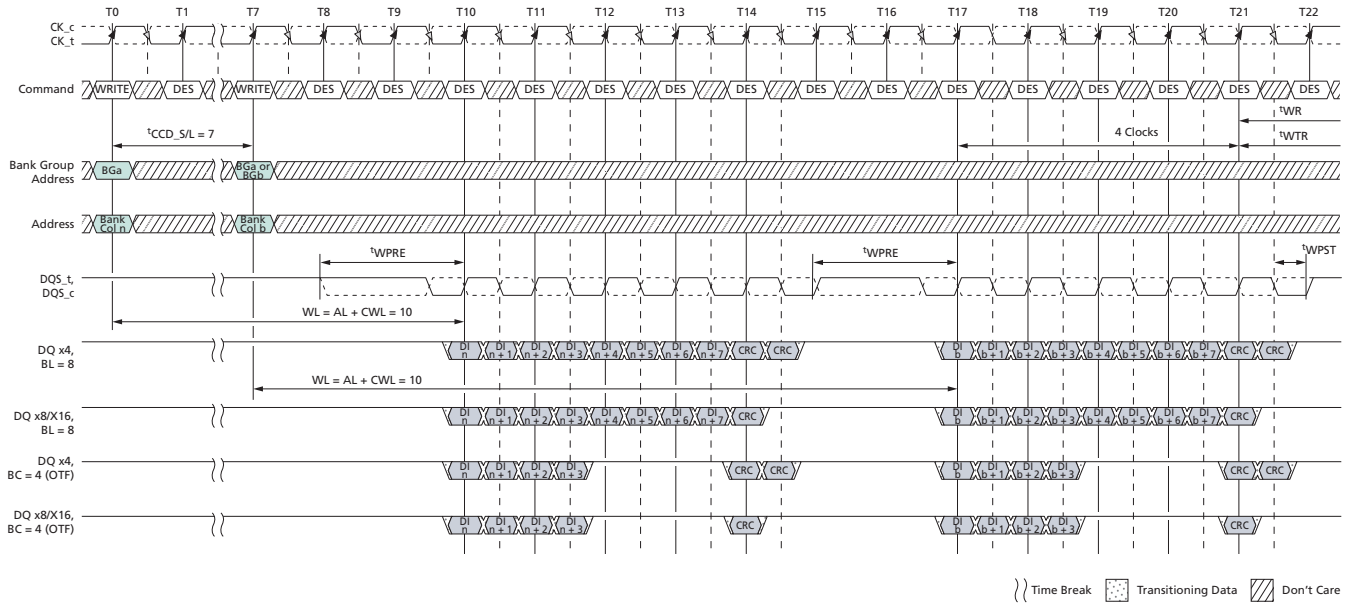 T0 T1 T7 T8 T9 T10 T11 T12 T13 T14 T15 T16 T17 T18 T19 T20 T21 T22
CK_c
CK_t
Command WRITE DES WRITE DES DES DES DES DES DES DES DES DES DES DES DES DES DES DES
tWR
tCCD_S/L = 7 4 Clocks tWTR
Bank Group
Address
BGa
BGa or
BGb
Address
Bank
Col n
Bank
Col b
tWPRE tWPRE tWPST
DQS_t,
DQS_c
WL = AL + CWL = 10
DQ x4,
BL = 8
DI n DI n + 1 DI n + 2 DI n + 3 DI n + 4 DI n + 5 DI n + 6 DI n + 7 CRC CRC DI b DI b + 1 DI b + 2 DI b + 3 DI b + 4 DI b + 5 DI b + 6 DI b + 7 CRC CRC
WL = AL + CWL = 10
DQ x8/X16,
BL = 8
DI n DI n + 1 DI n + 2 DI n + 3 DI n + 4 DI n + 5 DI n + 6 DI n + 7 CRC DI b DI b + 1 DI b + 2 DI b + 3 DI b + 4 DI b + 5 DI b + 6 DI b + 7 CRC
DQ x4,
BC = 4 (OTF)
DI n DI n + 1 DI n + 2 DI n + 3 CRC CRC DI b DI b + 1 DI b + 2 DI b + 3 CRC CRC
DQ x8/X16,
BC = 4 (OTF)
DI n DI n + 1 DI n + 2 DI n + 3 CRC DI b DI b + 1 DI b + 2 DI b + 3 CRC
Time Break Transitioning Data Don't Care